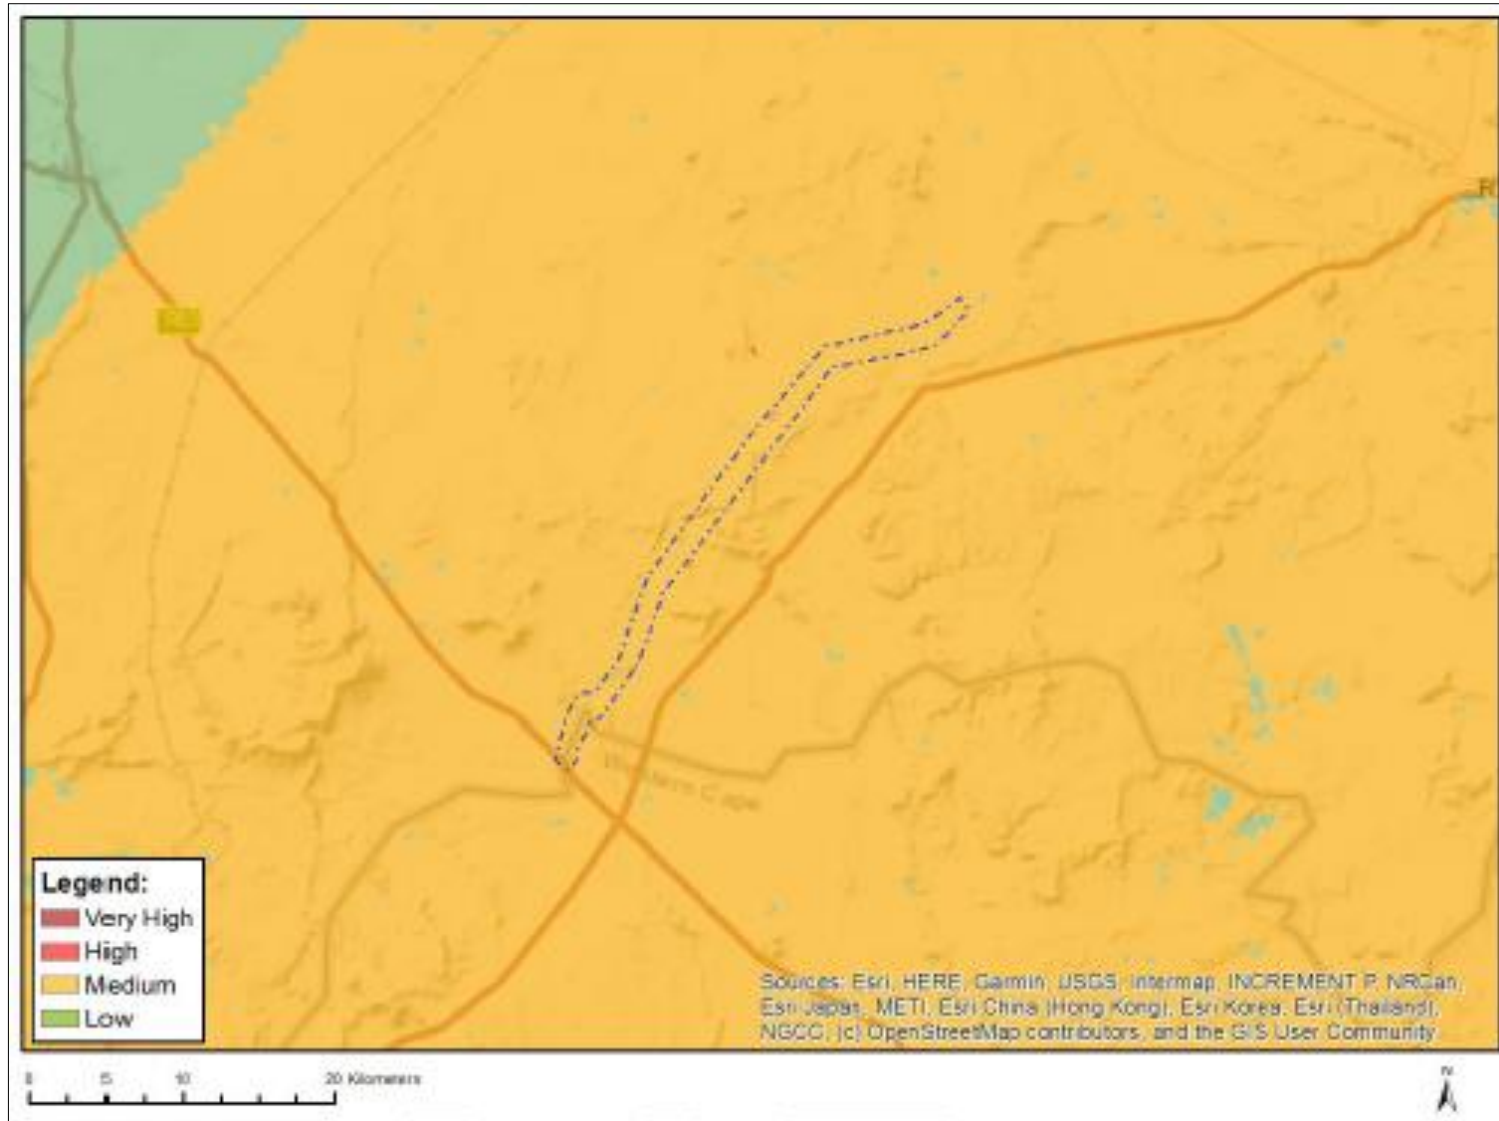 R
Western Cape
Legend:
Very High
High
Medium
Low
Sources: Esri, HERE, Garmin, USGS, Intermap, INCREMENT P, NRCan,
Esri Japan, METI, Esri China (Hong Kong), Esri Korea, Esri (Thailand),
NGCC, (c) OpenStreetMap contributors, and the GIS User Community
0 5 10 20 Kilometers
N